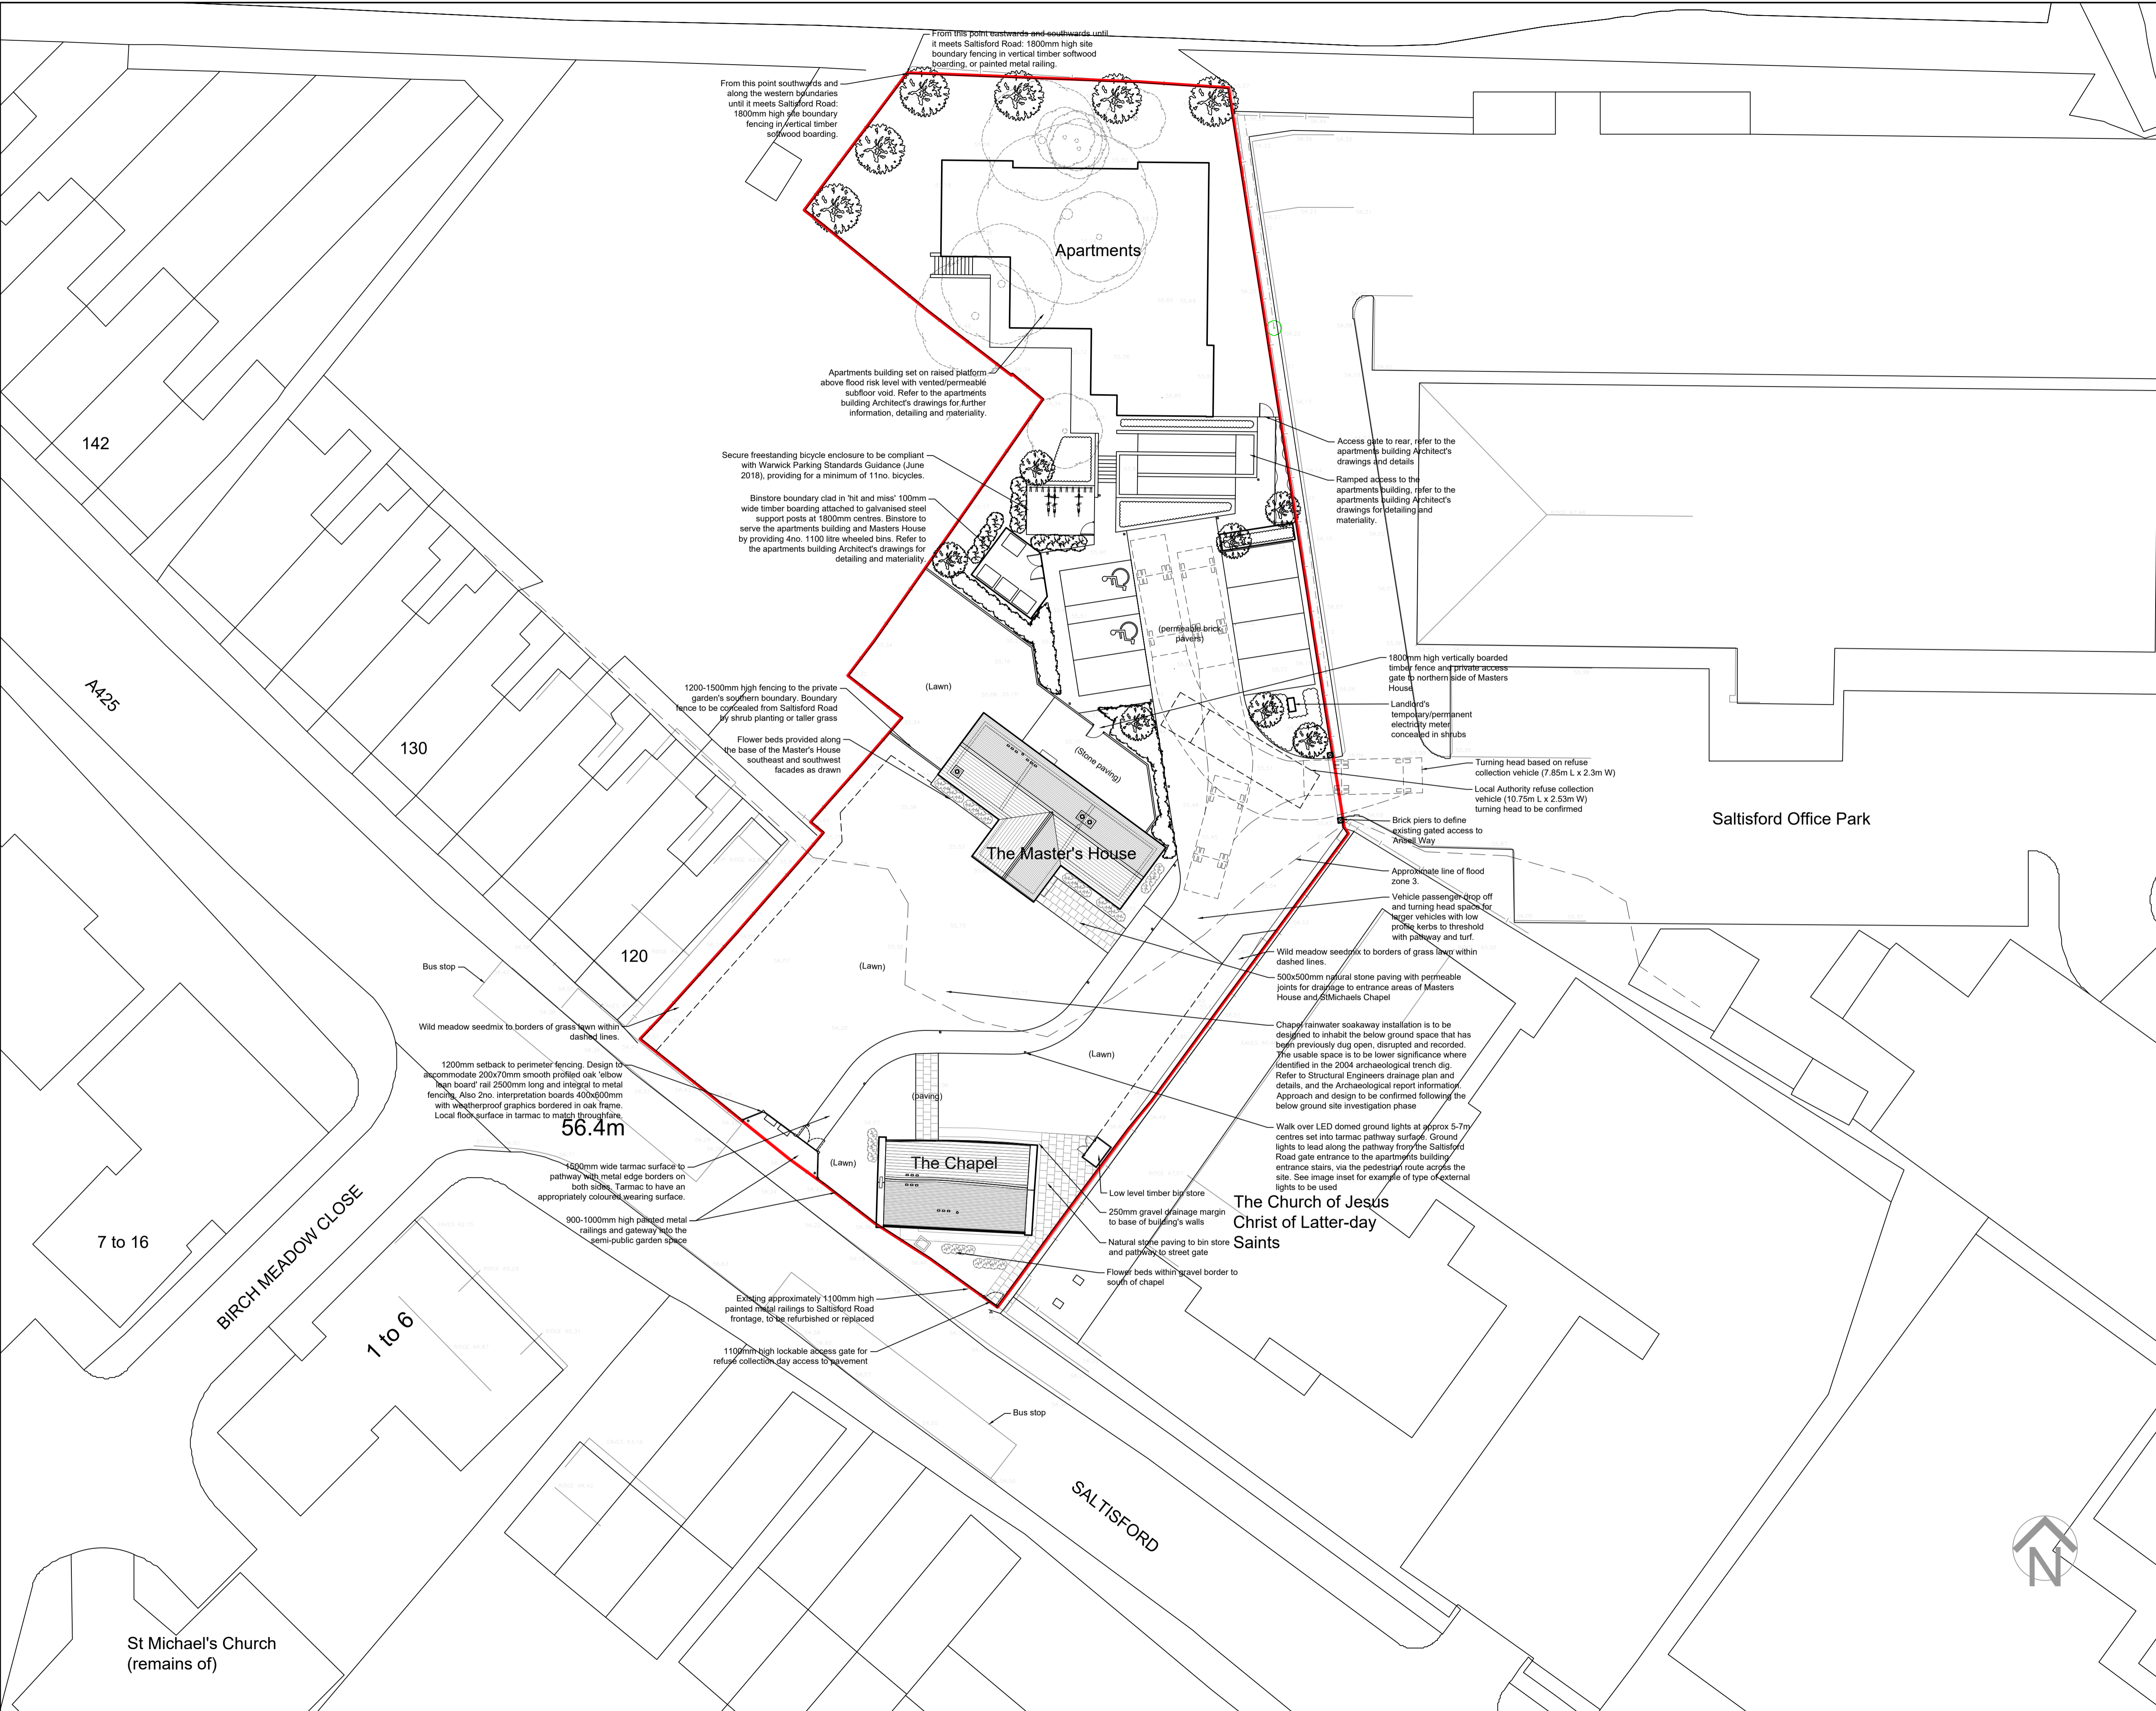 From this point eastwards and southwards until
it meets Saltisford Road: 1800mm high site
boundary fencing in vertical timber softwood
boarding, or painted metal railing.
From this point southwards and
along the western boundaries
until it meets Saltisford Road:
1800mm high site boundary
fencing in vertical timber
softwood boarding.
Apartments
Apartments building set on raised platform
above flood risk level with vented/permeable
subfloor void. Refer to the apartments
building Architect's drawings for further
information, detailing and materiality.
142
Secure freestanding bicycle enclosure to be compliant
with Warwick Parking Standards Guidance (June
2018), providing for a minimum of 11no. bicycles.
Binstore boundary clad in 'hit and miss' 100mm
wide timber boarding attached to galvanised steel
support posts at 1800mm centres. Binstore to
serve the apartments building and Masters House
by providing 4no. 1100 litre wheeled bins. Refer to
the apartments building Architect's drawings for
detailing and materiality.
Access gate to rear, refer to the
apartments building Architect's
drawings and details
Ramped access to the
apartments building, refer to the
apartments building Architect's
drawings for detailing and
materiality.
(permeable brick
pavers)
1800mm high vertically boarded
timber fence and private access
gate to northern side of Masters
House
Landlord's
temporary/permanent
electricity meter
concealed in shrubs
(Lawn)
1200-1500mm high fencing to the private
garden's southern boundary. Boundary
fence to be concealed from Saltisford Road
by shrub planting or taller grass
Flower beds provided along
the base of the Master's House
southeast and southwest
facades as drawn
(Stone paving)
A425
130
Turning head based on refuse
collection vehicle (7.85m L x 2.3m W)
Local Authority refuse collection
vehicle (10.75m L x 2.53m W)
turning head to be confirmed
Saltisford Office Park
Brick piers to define
existing gated access to
Ansell Way
The Master's House
Approximate line of flood
zone 3.
Vehicle passenger drop off
and turning head space for
larger vehicles with low
profile kerbs to threshold
with pathway and turf.
120
Bus stop
(Lawn)
Wild meadow seedmix to borders of grass lawn within
dashed lines.
500x500mm natural stone paving with permeable
joints for drainage to entrance areas of Masters
House and StMichaels Chapel
Wild meadow seedmix to borders of grass lawn within
dashed lines.
Chapel rainwater soakaway installation is to be
designed to inhabit the below ground space that has
been previously dug open, disrupted and recorded.
The usable space is to be lower significance where
identified in the 2004 archaeological trench dig.
Refer to Structural Engineers drainage plan and
details, and the Archaeological report information.
Approach and design to be confirmed following the
below ground site investigation phase
(Lawn)
1200mm setback to perimeter fencing. Design to
accommodate 200x70mm smooth profiled oak 'elbow
lean board' rail 2500mm long and integral to metal
fencing. Also 2no. interpretation boards 400x600mm
with weatherproof graphics bordered in oak frame.
Local floor surface in tarmac to match throughfare.
(paving)
56.4m
Walk over LED domed ground lights at approx 5-7m
centres set into tarmac pathway surface. Ground
lights to lead along the pathway from the Saltisford
Road gate entrance to the apartments building
entrance stairs, via the pedestrian route across the
site. See image inset for example of type of external
lights to be used
(Lawn)
The Chapel
1500mm wide tarmac surface to
pathway with metal edge borders on
both sides. Tarmac to have an
appropriately coloured wearing surface.
Low level timber bin store
The Church of Jesus
Christ of Latter-day
Saints
250mm gravel drainage margin
to base of building's walls
900-1000mm high painted metal
railings and gateway into the
semi-public garden space
Natural stone paving to bin store
and pathway to street gate
7 to 16
BIRCH MEADOW CLOSE
Flower beds within gravel border to
south of chapel
Existing approximately 1100mm high
painted metal railings to Saltisford Road
frontage, to be refurbished or replaced
1 to 6
1100mm high lockable access gate for
refuse collection day access to pavement
Bus stop
SALTISFORD
N
St Michael's Church
(remains of)